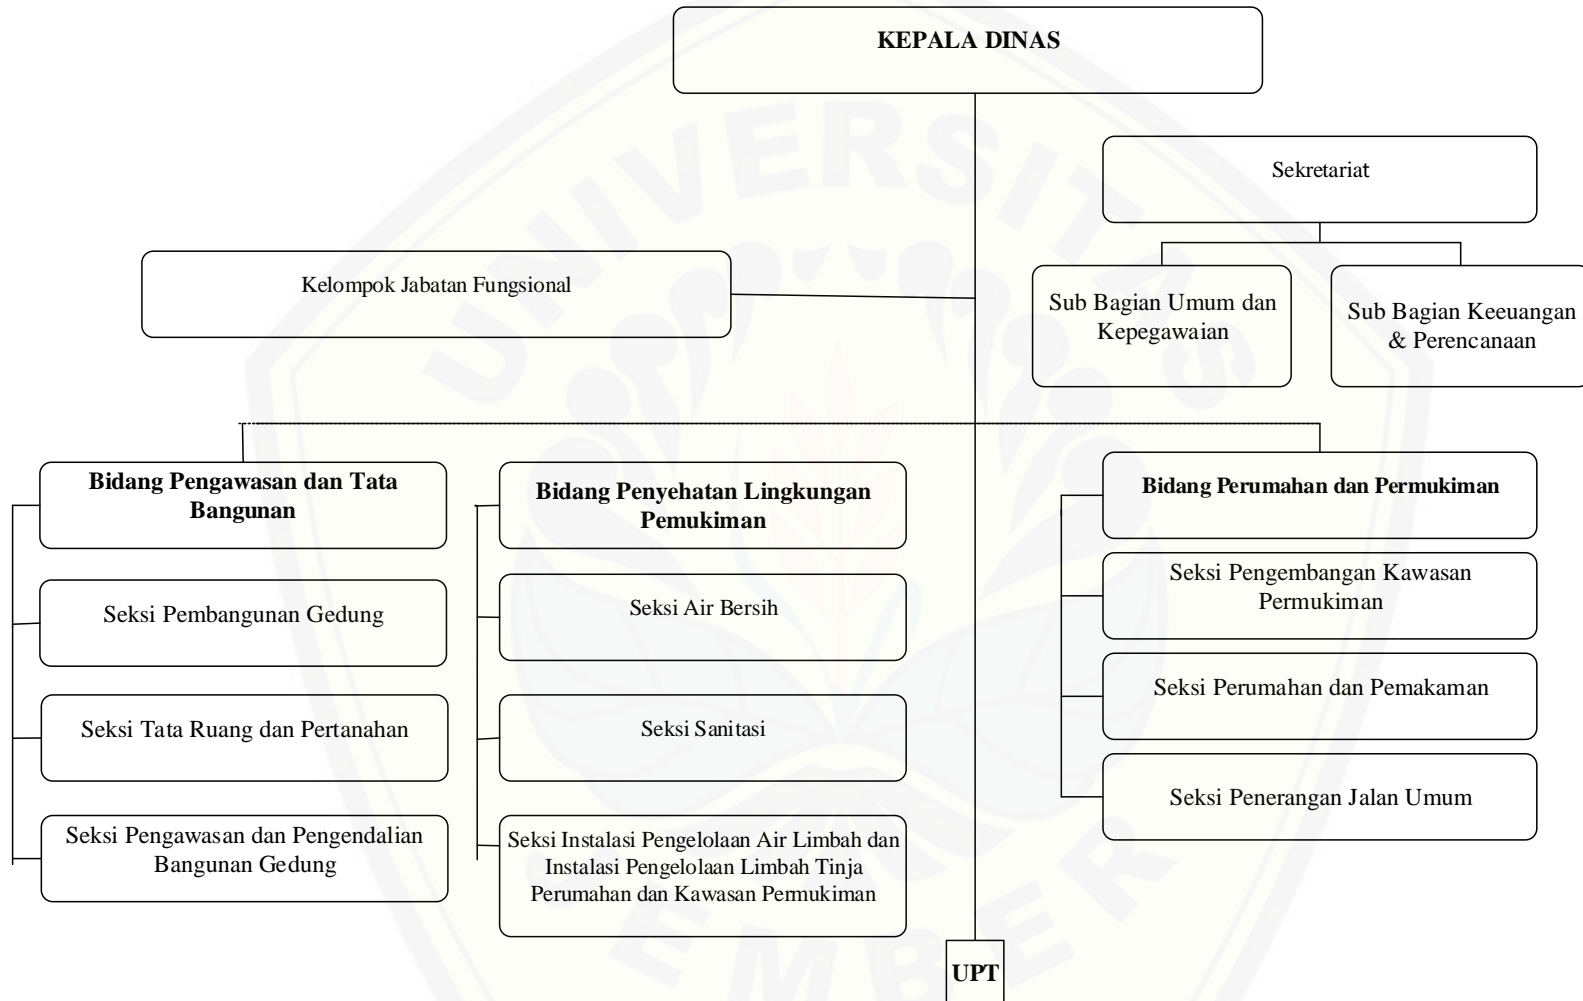 KEPALA DINAS
Sekretariat
Kelompok Jabatan Fungsional
Sub Bagian Umum dan
Kepegawaian
Sub Bagian Keeuangan
& Perencanaan
Bidang Pengawasan dan Tata
Bangunan
Bidang Penyehatan Lingkungan
Pemukiman
Bidang Perumahan dan Permukiman
Seksi Pembangunan Gedung
Seksi Air Bersih
Seksi Pengembangan Kawasan
Permukiman
Seksi Tata Ruang dan Pertanahan
Seksi Sanitasi
Seksi Perumahan dan Pemakaman
Seksi Pengawasan dan Pengendalian
Bangunan Gedung
Seksi Instalasi Pengelolaan Air Limbah dan
Instalasi Pengelolaan Limbah Tinja
Perumahan dan Kawasan Permukiman
Seksi Penerangan Jalan Umum
UPT
UNIVERSITAS
EMBER